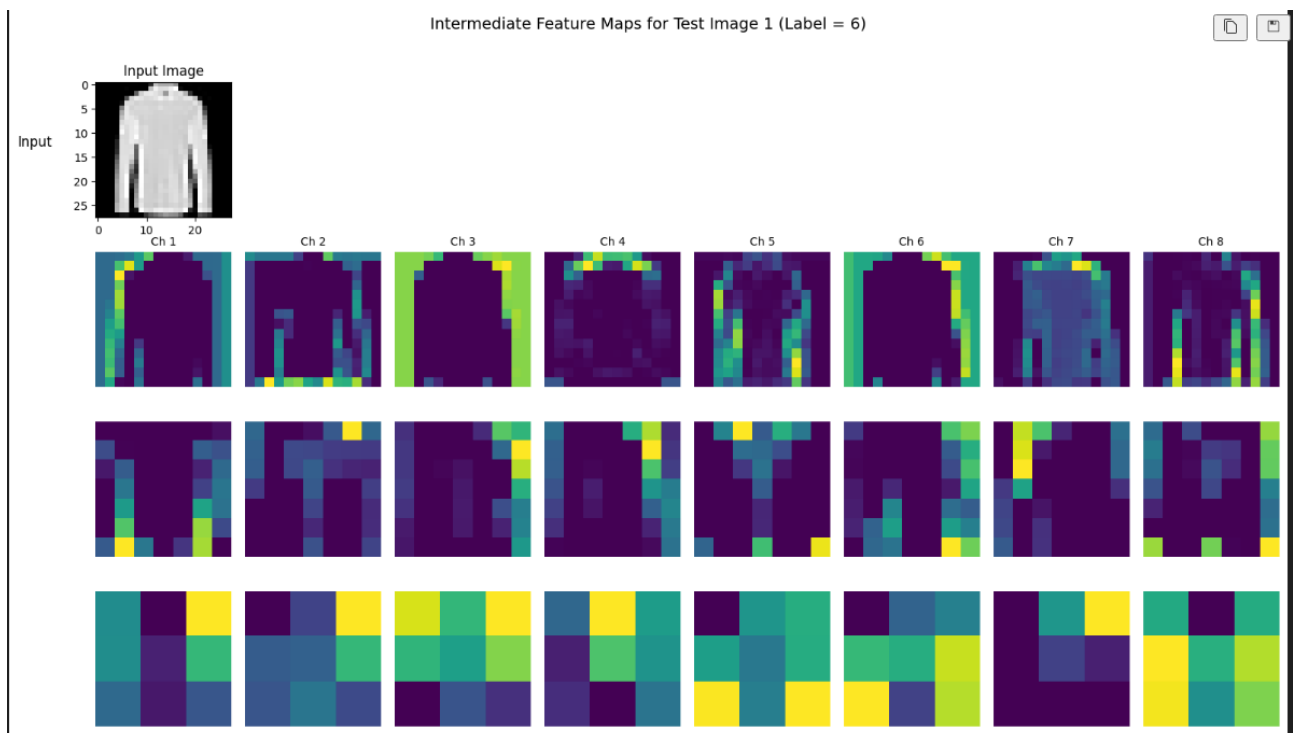 Intermediate Feature Maps for Test Image 1 (Label = 6)
Input Image
Input
0
5
10
15
20
25
0 10 20
Ch 1 Ch 2 Ch 3 Ch 4 Ch 5 Ch 6 Ch 7 Ch 8